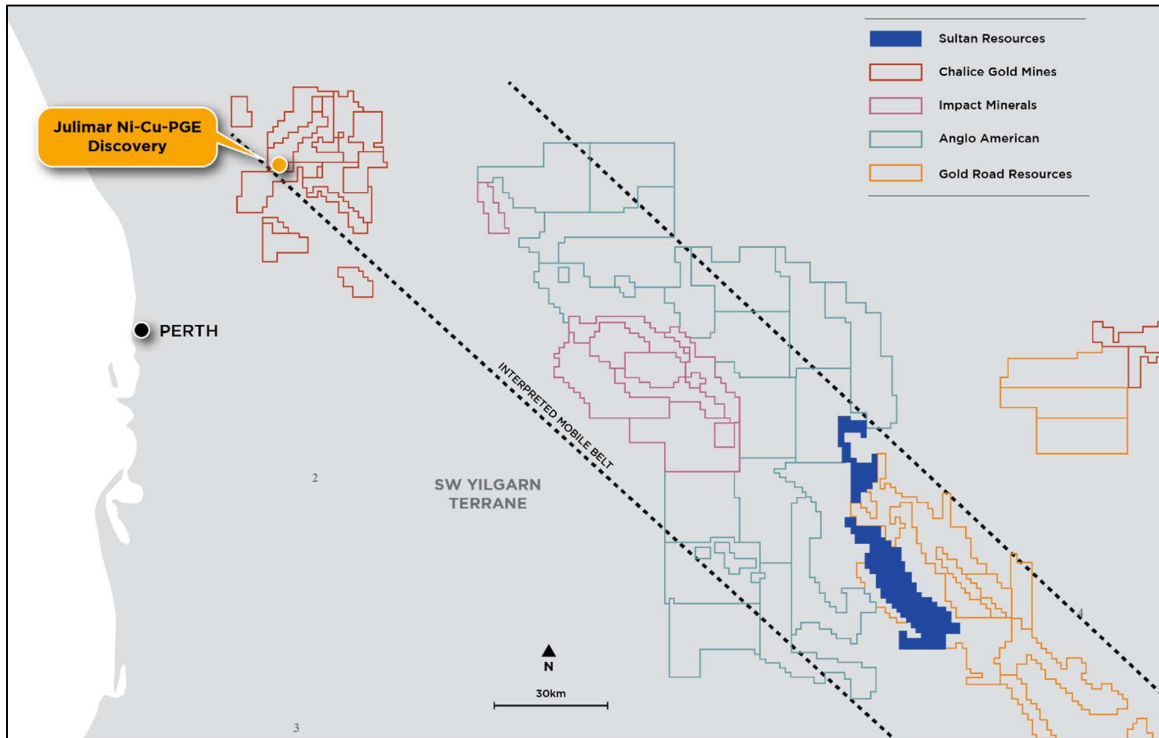 Sultan Resources
Chalice Gold Mines
Impact Minerals
Anglo American
Gold Road Resources
Julimar Ni-Cu-PGE
Discovery
PERTH
INTERPRETED MOBILE BELT
2
SW YILGARN
TERRANE
4
N
30km
3